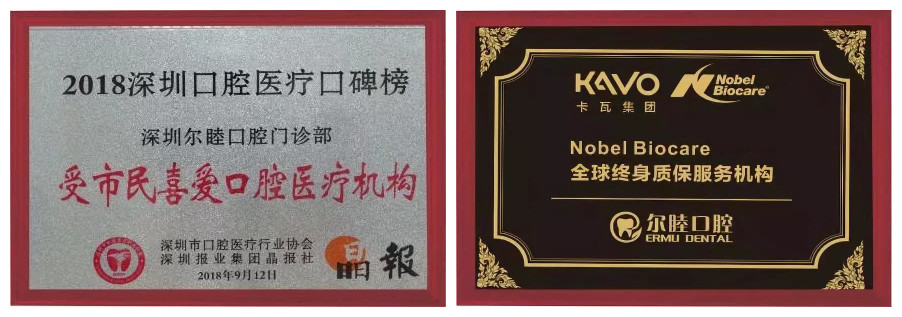 2018深圳口腔医疗口碑榜
深圳尔睦口腔门诊部
受市民喜爱口腔医疗机构
深圳市口腔医疗行业协会
深圳报业集团晶报社
2018年9月12日
晶報
KAVO
卡瓦集团
Nobel
Biocare®
Nobel Biocare
全球终身质保服务机构
尔睦口腔
ERMU DENTAL